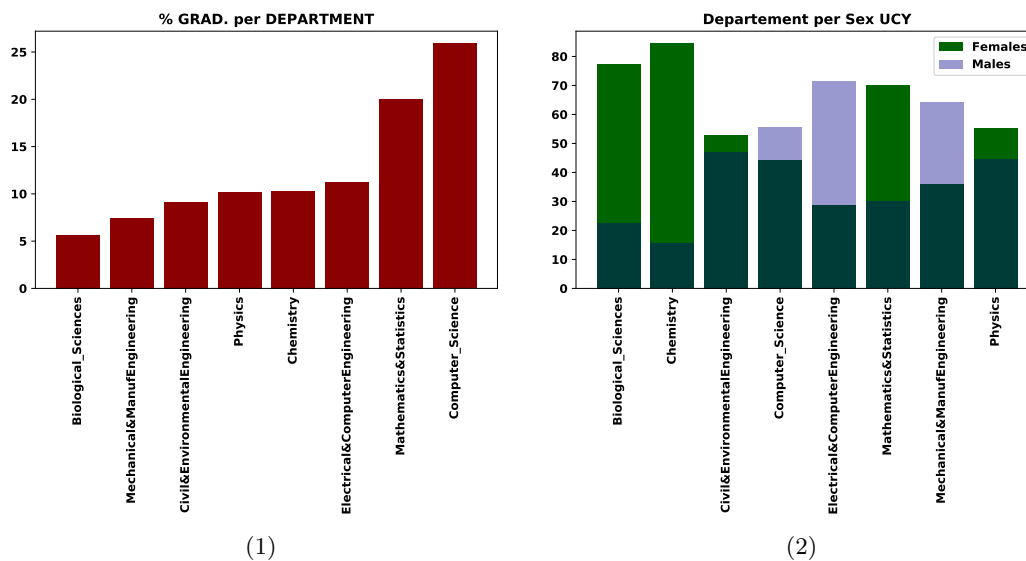 % GRAD. per DEPARTMENT
25
20
15
10
5
0
Biological_Sciences
Mechanical&ManufEngineering
Civil&EnvironmentalEngineering
Physics
Chemistry
Electrical&ComputerEngineering
Mathematics&Statistics
Computer_Science
(1)
Departement per Sex UCY
Females
Males
80
70
60
50
40
30
20
10
0
Biological_Sciences
Chemistry
Civil&EnvironmentalEngineering
Computer_Science
Electrical&ComputerEngineering
Mathematics&Statistics
Mechanical&ManufEngineering
Physics
(2)